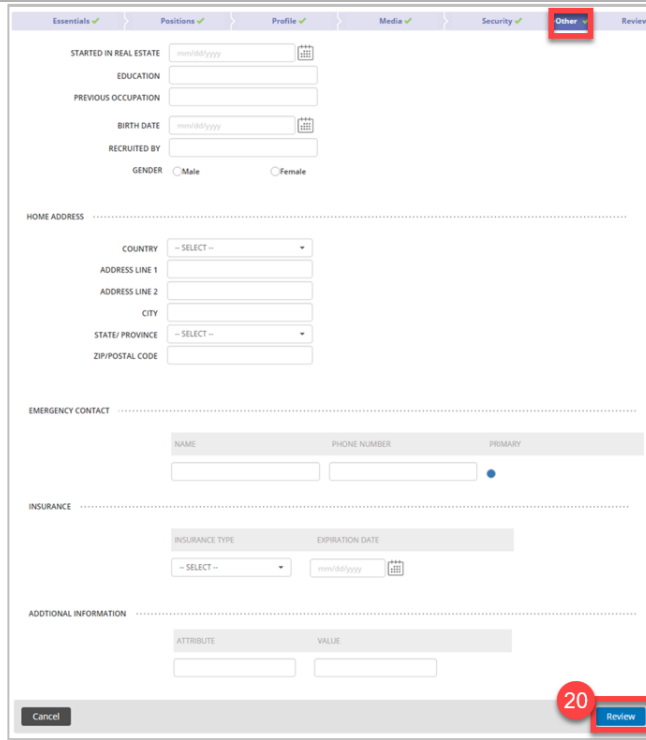 Essentials ✓ Positions ✓ Profile ✓ Media ✓ Security ✓ Other ✓ Review
STARTED IN REAL ESTATE mm/dd/yyyy
EDUCATION
PREVIOUS OCCUPATION
BIRTH DATE mm/dd/yyyy
RECRUITED BY
GENDER Male Female
HOME ADDRESS
COUNTRY -- SELECT --
ADDRESS LINE 1
ADDRESS LINE 2
CITY
STATE/ PROVINCE -- SELECT --
ZIP/POSTAL CODE
EMERGENCY CONTACT
NAME PHONE NUMBER PRIMARY
INSURANCE
INSURANCE TYPE EXPIRATION DATE
-- SELECT -- mm/dd/yyyy
ADDTIONAL INFORMATION
ATTRIBUTE VALUE
20
Cancel Review